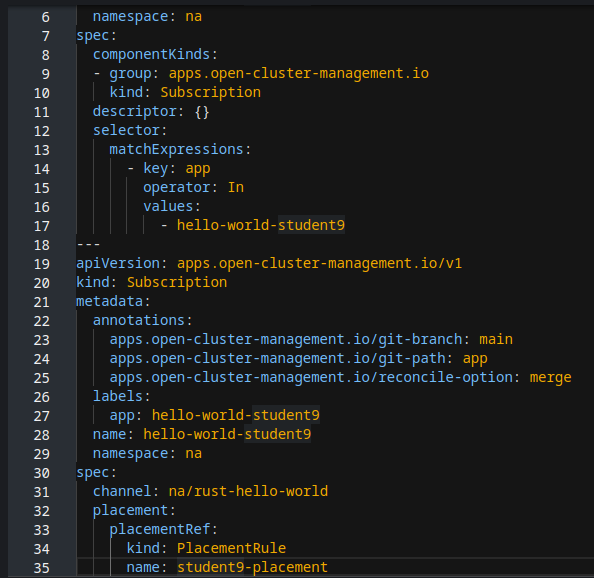 6 namespace: na
7 spec:
8 componentKinds:
9 - group: apps.open-cluster-management.io
10 kind: Subscription
11 descriptor: {}
12 selector:
13 matchExpressions:
14 - key: app
15 operator: In
16 values:
17 - hello-world-student9
18 ---
19 apiVersion: apps.open-cluster-management.io/v1
20 kind: Subscription
21 metadata:
22 annotations:
23 apps.open-cluster-management.io/git-branch: main
24 apps.open-cluster-management.io/git-path: app
25 apps.open-cluster-management.io/reconcile-option: merge
26 labels:
27 app: hello-world-student9
28 name: hello-world-student9
29 namespace: na
30 spec:
31 channel: na/rust-hello-world
32 placement:
33 placementRef:
34 kind: PlacementRule
35 name: student9-placement